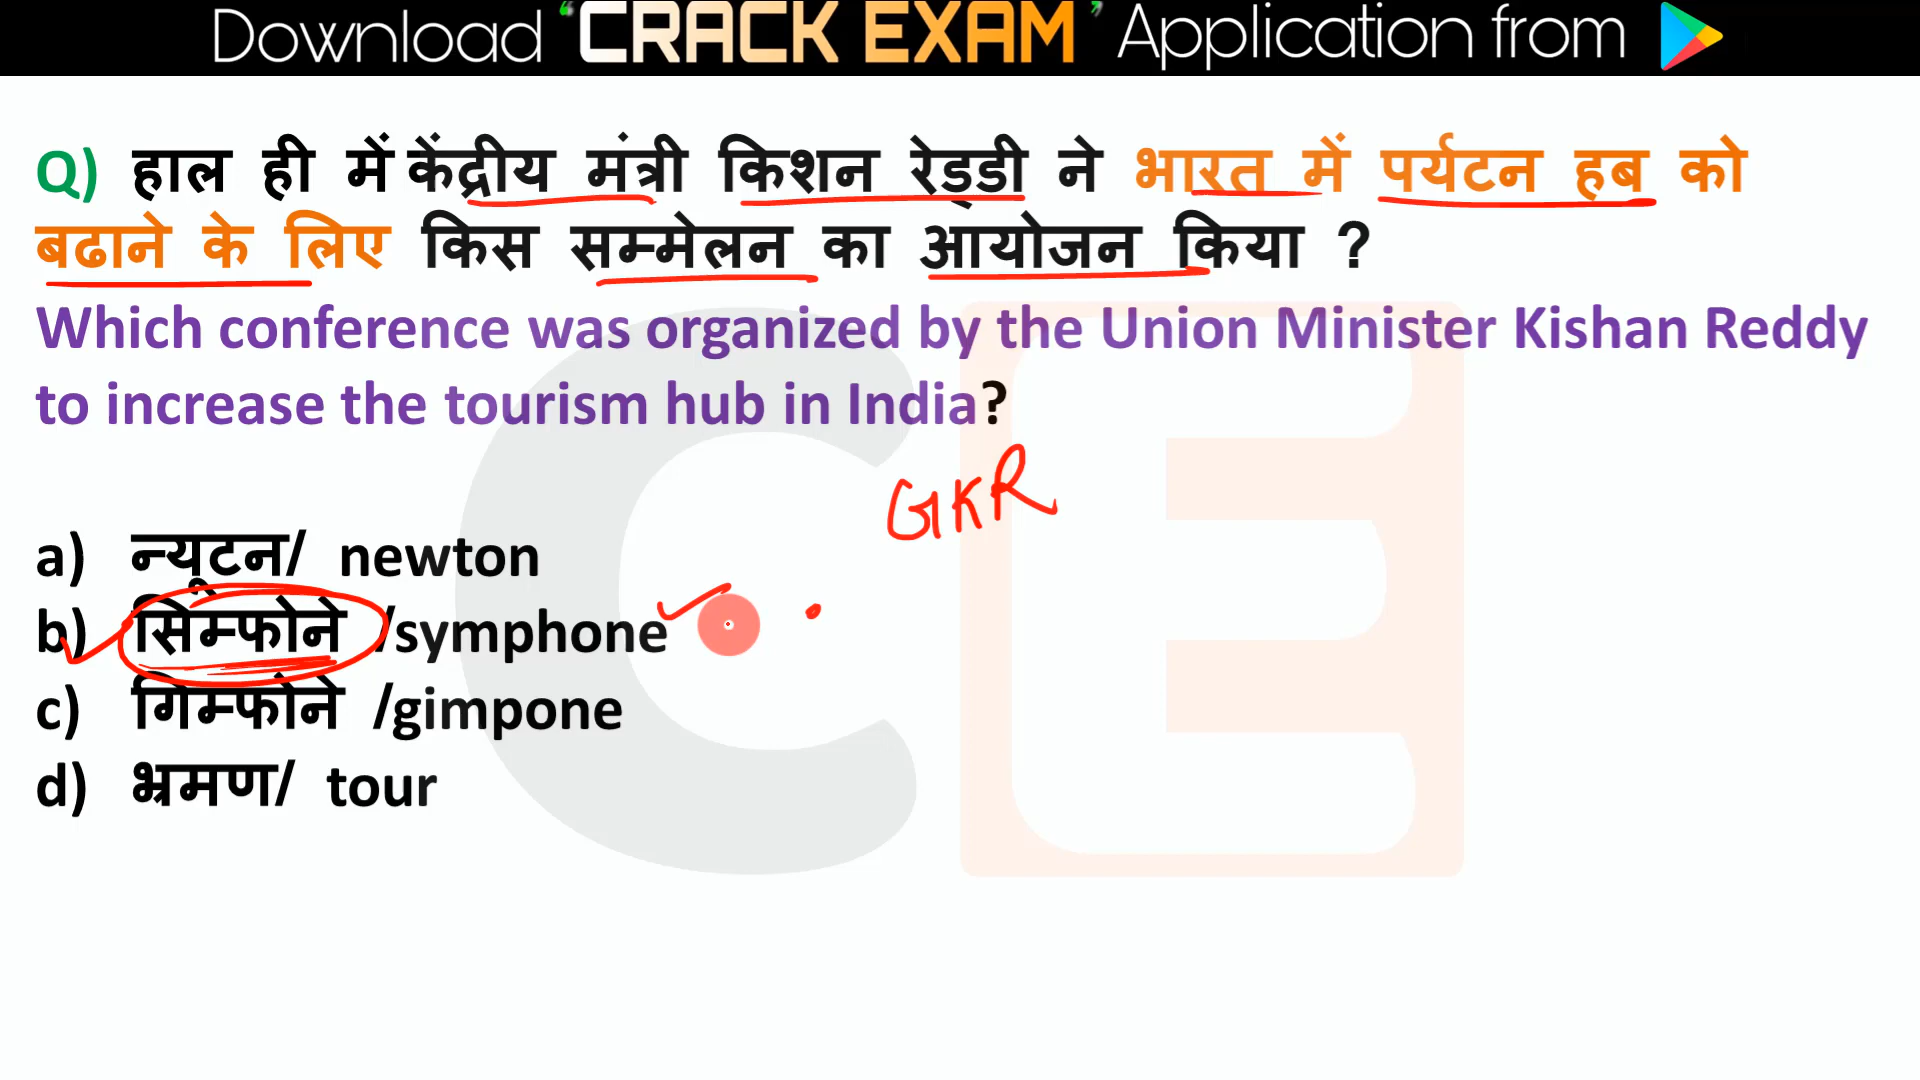 Download “CRACK EXAM” Application from
Q) हाल ही में केंद्रीय मंत्री किशन रेड्डी ने भारत में पर्यटन हब को
बढाने के लिए किस सम्मेलन का आयोजन किया ?
Which conference was organized by the Union Minister Kishan Reddy
to increase the tourism hub in India?
GKR
a) न्यूटन/ newton
b) सिम्फोने /symphone
c) गिम्फोने /gimpone
d) भ्रमण/ tour
CE